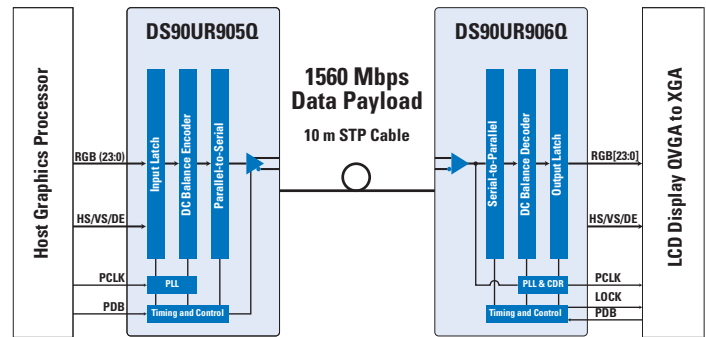 DS90UR905Q
DS90UR906Q
1560 Mbps
Data Payload
10 m STP Cable
Host Graphics Processor
RGB (23:0)
HS/VS/DE
PCLK
PDB
Input Latch
DC Balance Encoder
Parallel-to-Serial
PLL
Timing and Control
Serial-to-Parallel
DC Balance Decoder
Output Latch
PLL & CDR
Timing and Control
RGB[23:0]
HS/VS/DE
PCLK
LOCK
PDB
LCD Display QVGA to XGA